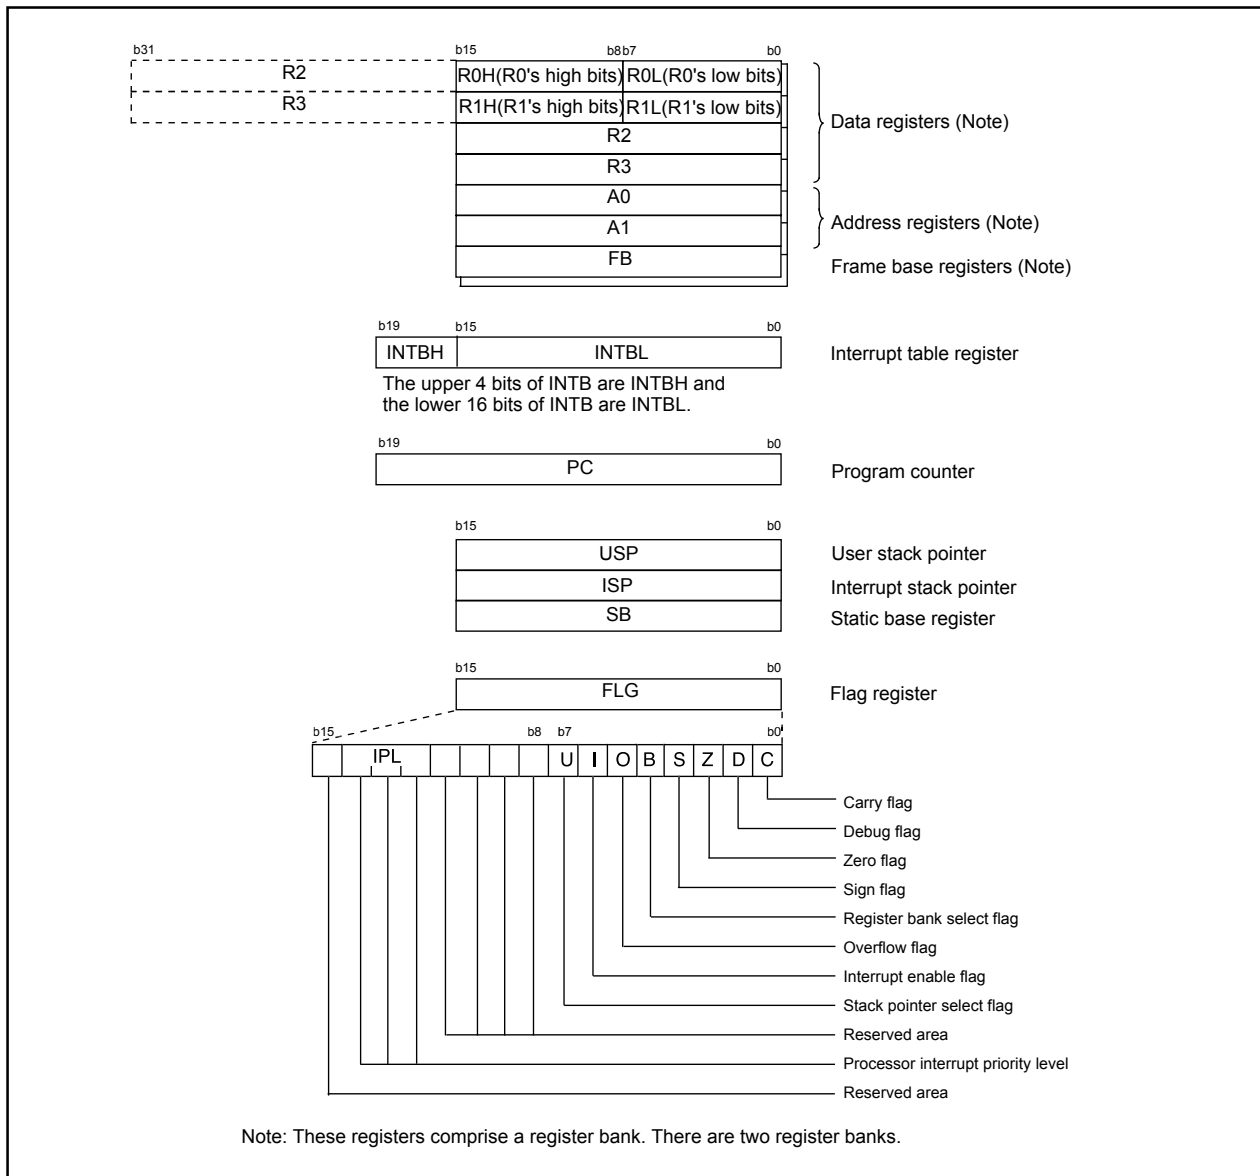 b31 b15 b8b7 b0
R2 R0H(R0's high bits) R0L(R0's low bits)
R3 R1H(R1's high bits) R1L(R1's low bits)
Data registers (Note)
R2
R3
A0
A1
Address registers (Note)
FB
Frame base registers (Note)
b19 b15 b0
INTBH INTBL Interrupt table register
The upper 4 bits of INTB are INTBH and
the lower 16 bits of INTB are INTBL.
b19 b0
PC Program counter
b15 b0
USP User stack pointer
ISP Interrupt stack pointer
SB Static base register
b15 b0
FLG Flag register
b15 b8 b7 b0
IPL U I O B S Z D C
Carry flag
Debug flag
Zero flag
Sign flag
Register bank select flag
Overflow flag
Interrupt enable flag
Stack pointer select flag
Reserved area
Processor interrupt priority level
Reserved area
Note: These registers comprise a register bank. There are two register banks.